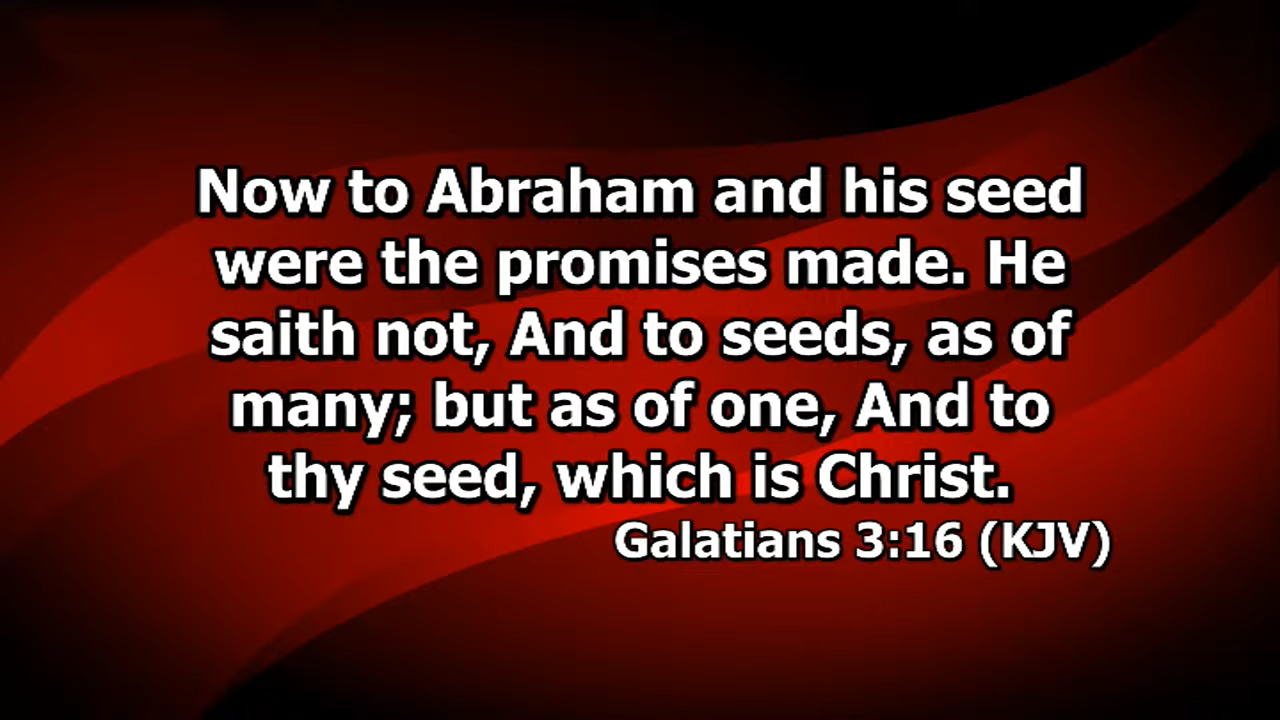 Now to Abraham and his seed
were the promises made. He
saith not, And to seeds, as of
many; but as of one, And to
thy seed, which is Christ.
Galatians 3:16 (KJV)